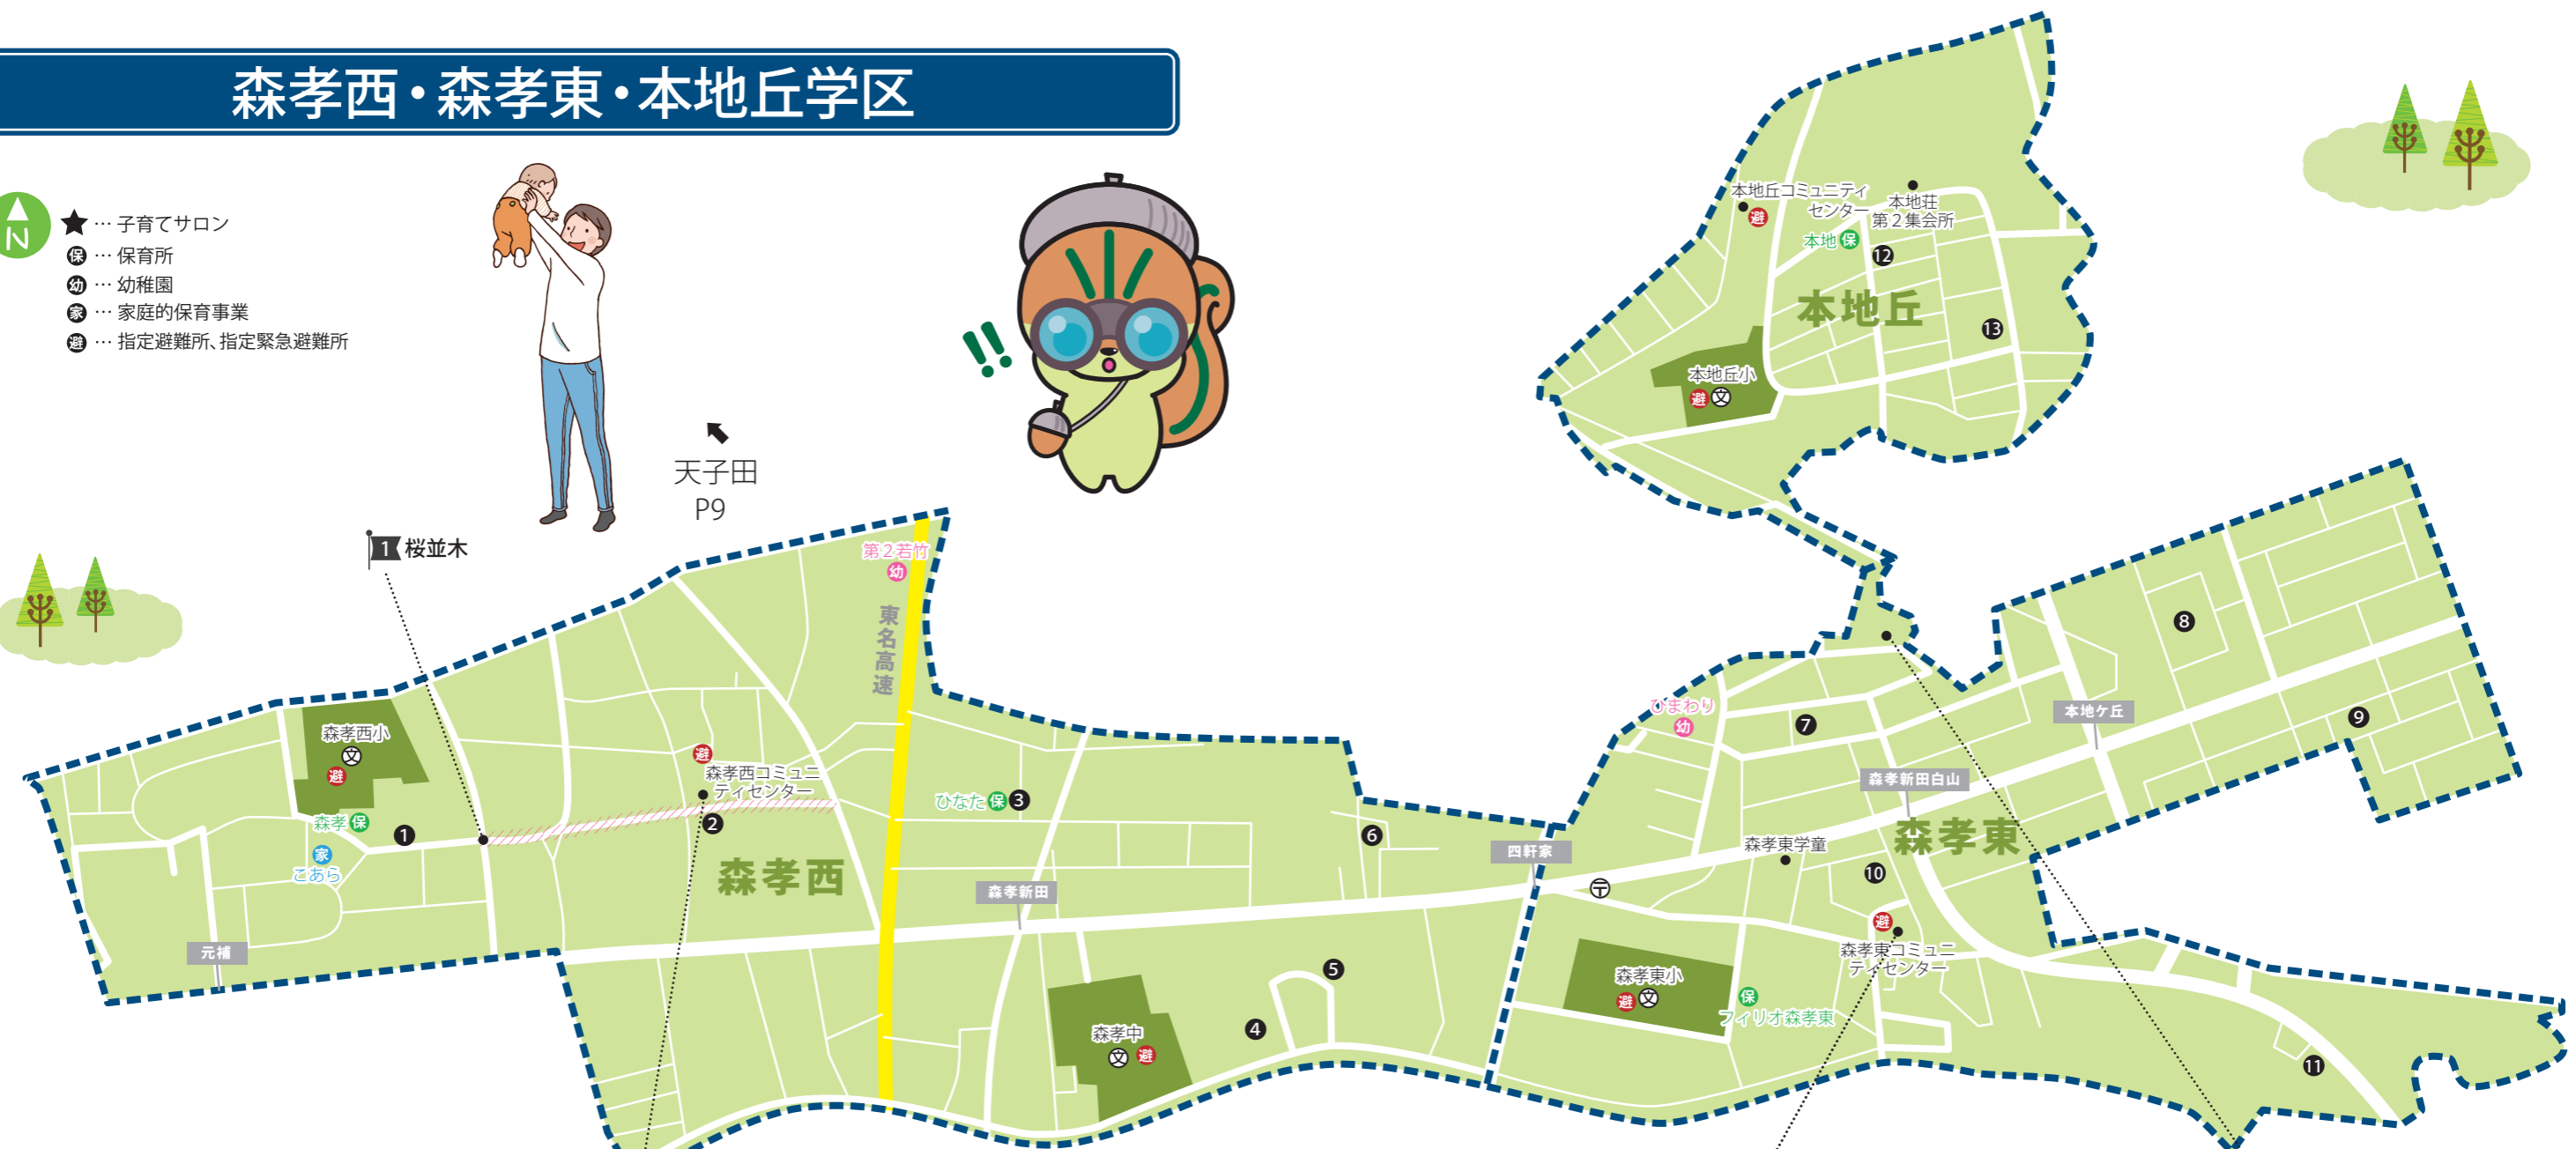 森孝西・森孝東・本地丘学区
N
★ … 子育てサロン
保 … 保育所
幼 … 幼稚園
家 … 家庭的保育事業
避 … 指定避難所、指定緊急避難所
!!
天子田
P9
1 桜並木
本地丘コミュニティ
センター
避
本地荘
第２集会所
本地 保
12
本地丘
13
本地丘小
避 文
第２若竹
幼
東名高速
森孝西小
文
避
森孝 保
1
家
こあら
元補
避
森孝西コミュニ
ティセンター
2
森孝西
ひなた 保 3
森孝新田
森孝中
文 避
4
5
6
四軒家
〒
ひまわり
幼
7
8
9
本地ケ丘
森孝新田白山
森孝東
森孝東学童
10
避
森孝東コミュニ
ティセンター
森孝東小
避 文
保
フィリオ森孝東
11